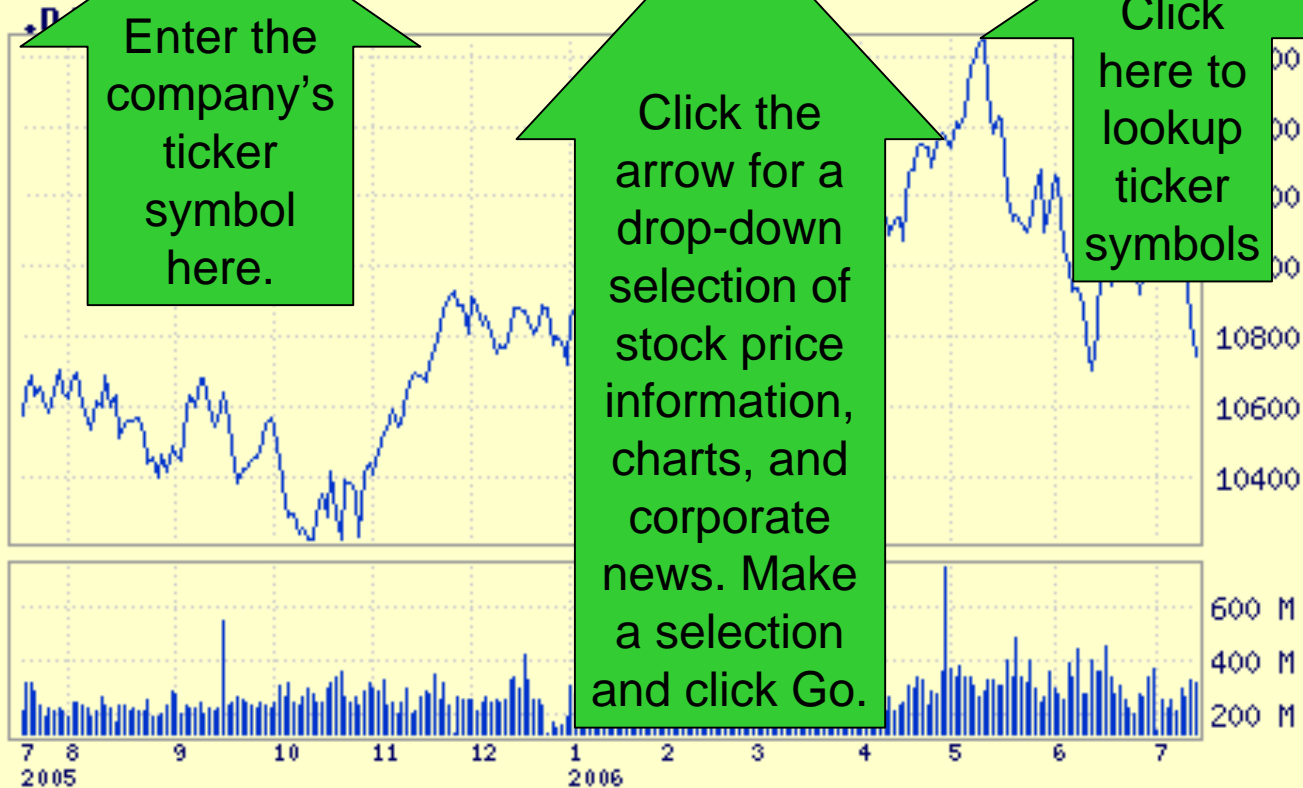 Enter the
company's
ticker
symbol
here.
Click the
arrow for a
drop-down
selection of
stock price
information,
charts, and
corporate
news. Make
a selection
and click Go.
Click
here to
lookup
ticker
symbols
10800
10600
10400
600 M
400 M
200 M
7 8 9 10 11 12 1 2 3 4 5 6 7
2005 2006